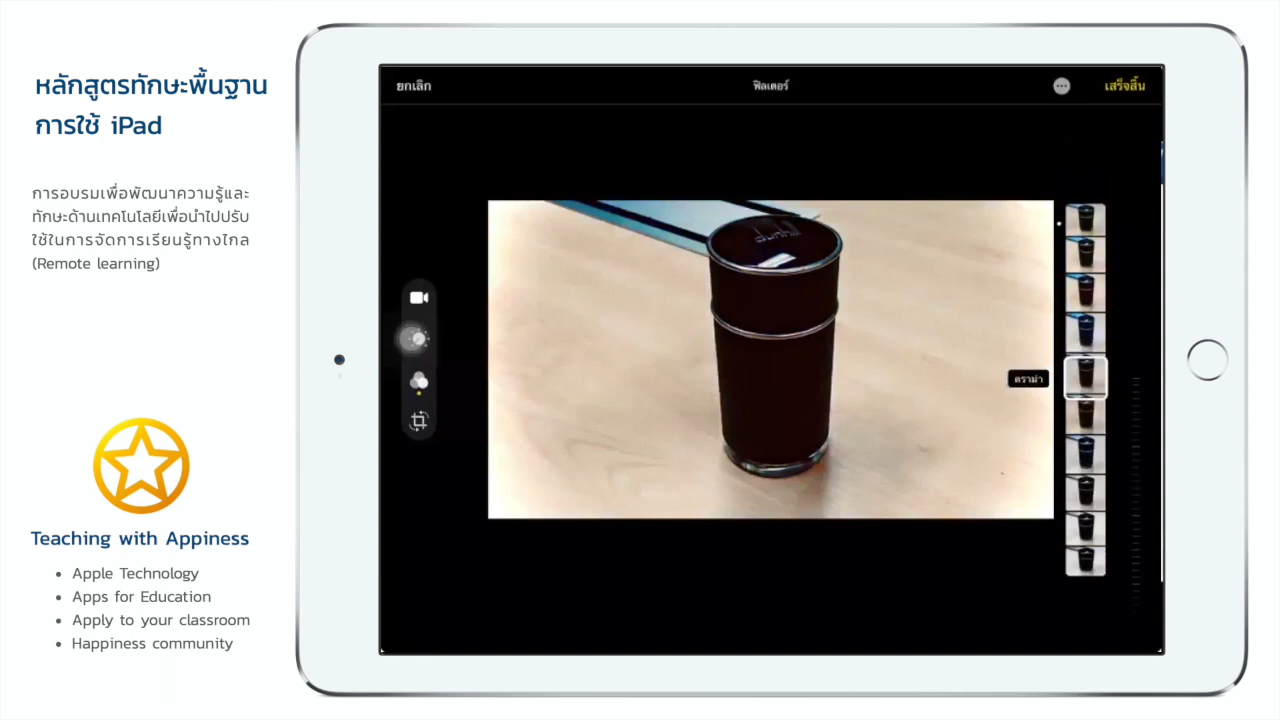 หลักสูตรทักษะพื้นฐาน
การใช้ iPad
การอบรมเพื่อพัฒนาความรู้และ
ทักษะด้านเทคโนโลยีเพื่อนำไปปรับ
ใช้ในการจัดการเรียนรู้ทางไกล
(Remote learning)
Teaching with Appiness
• Apple Technology
• Apps for Education
• Apply to your classroom
• Happiness community
ยกเลิก
ฟิลเตอร์
เสร็จสิ้น
dunhill
ดราม่า